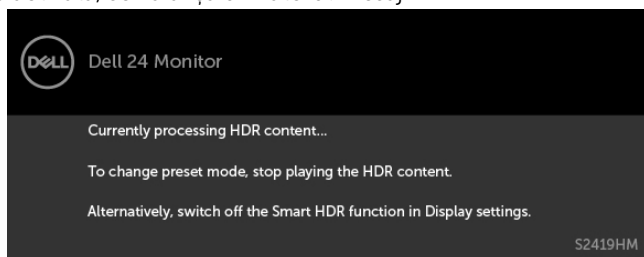 DELL
Dell 24 Monitor
Currently processing HDR content...
To change preset mode, stop playing the HDR content.
Alternatively, switch off the Smart HDR function in Display settings.
S2419HM